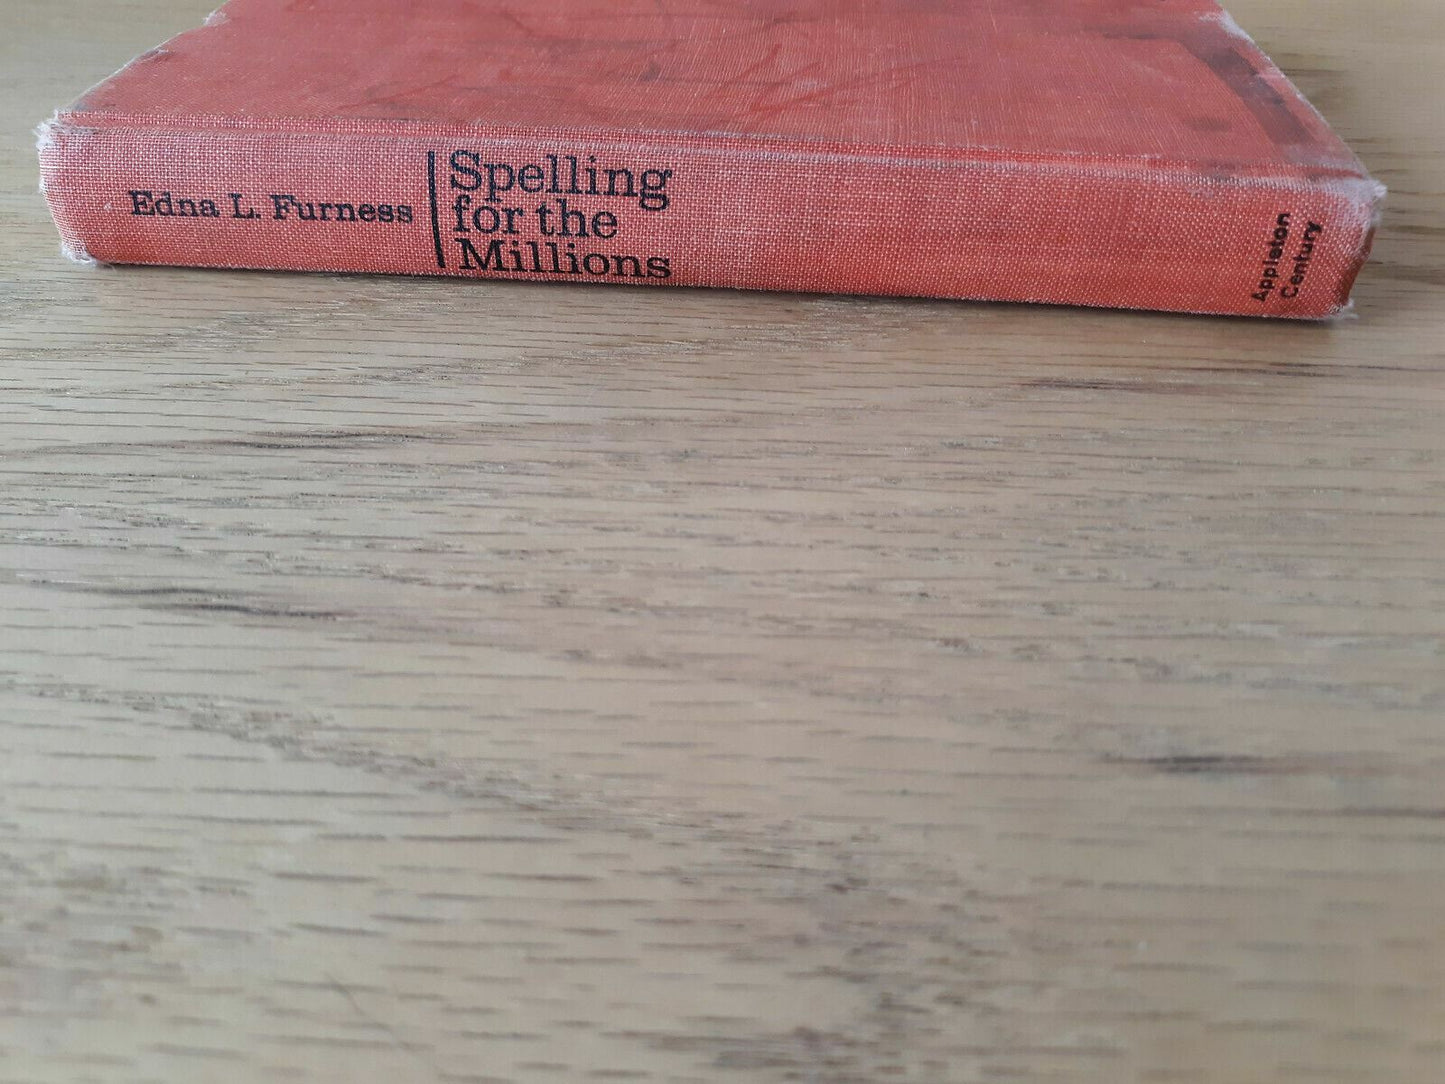 Edna L. Furness
Spelling
for the
Millions
Appleton
Century